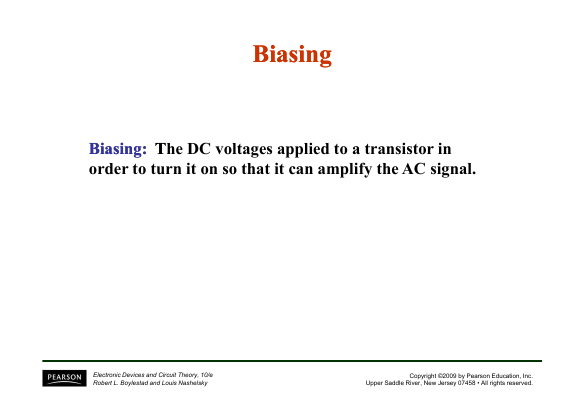 Biasing
Biasing: The DC voltages applied to a transistor in
order to turn it on so that it can amplify the AC signal.
PEARSON
Electronic Devices and Circuit Theory, 10/e
Robert L. Boylestad and Louis Nashelsky
Copyright ©2009 by Pearson Education, Inc.
Upper Saddle River, New Jersey 07458 • All rights reserved.